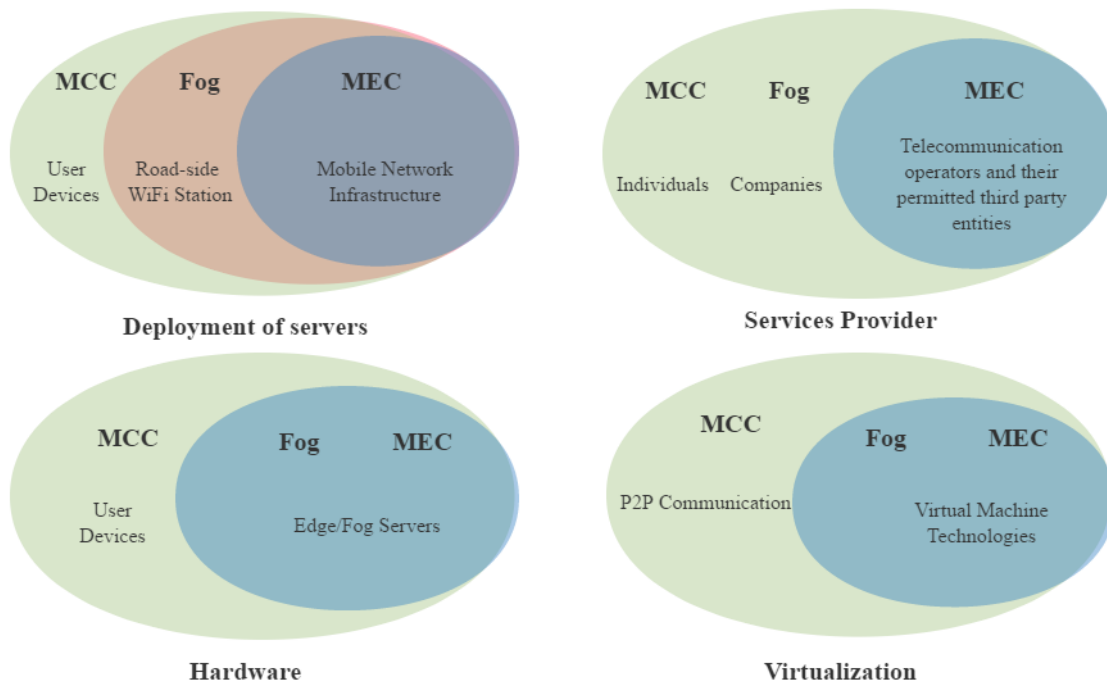 MCC
Fog
MEC
User
Devices
Road-side
WiFi Station
Mobile Network
Infrastructure
Deployment of servers
MCC
Fog
MEC
Individuals
Companies
Telecommunication
operators and their
permitted third party
entities
Services Provider
MCC
Fog
MEC
User
Devices
Edge/Fog Servers
Hardware
MCC
Fog
MEC
P2P Communication
Virtual Machine
Technologies
Virtualization